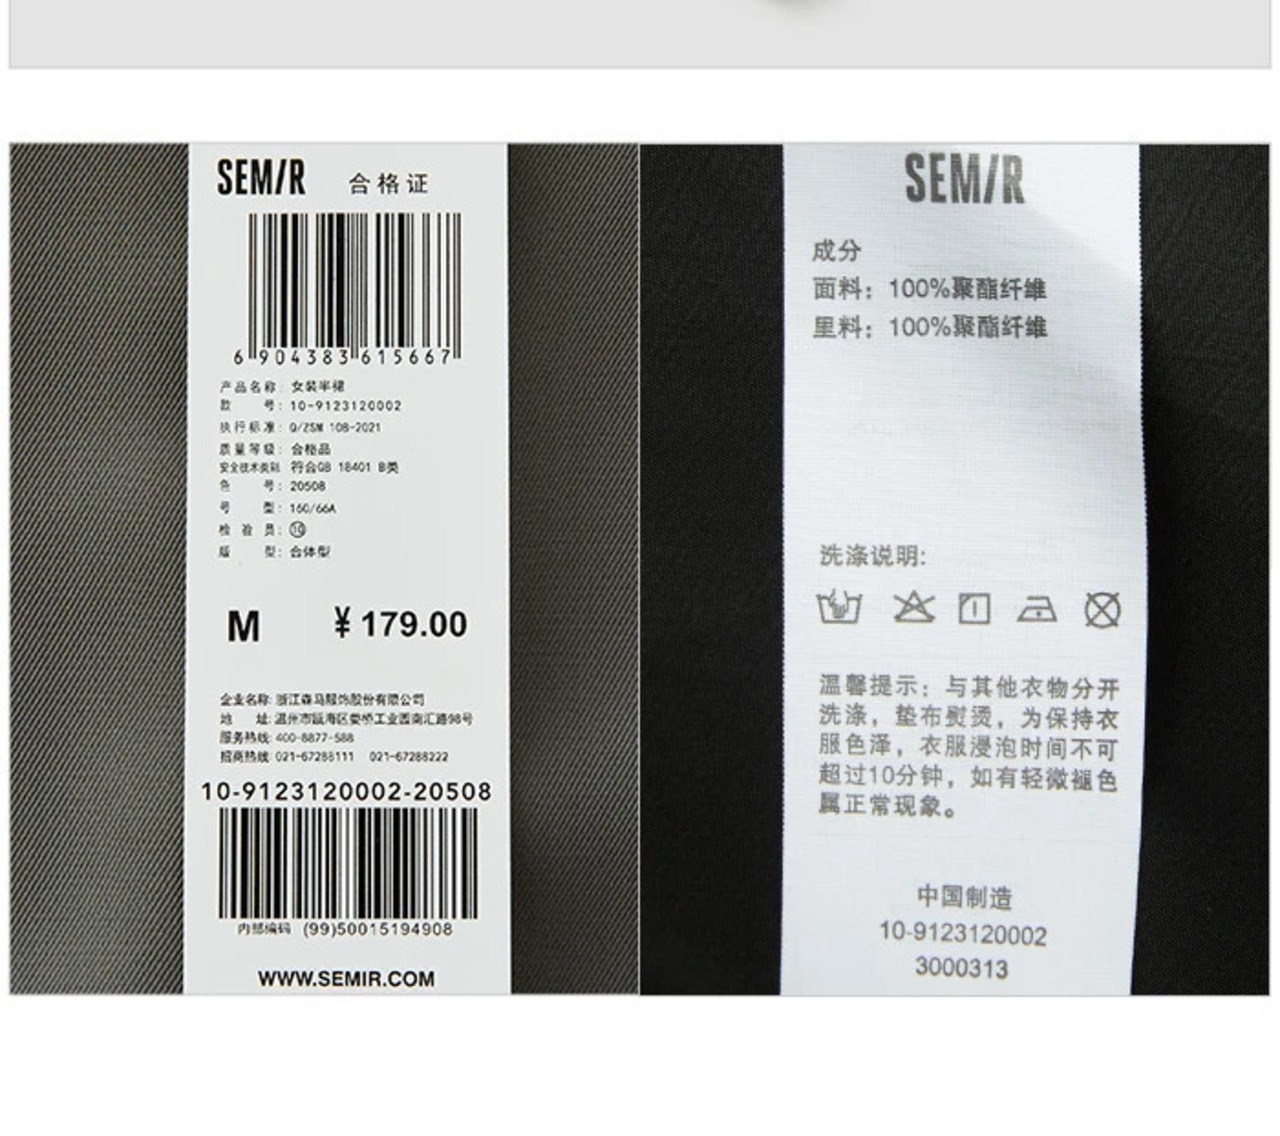 SEM/R 合格证
6 904383 615667
产品名称: 女装半裙
款 号: 10-9123120002
执行标准: Q/ZSM 108-2021
质量等级: 合格品
安全技术类别 符合GB 18401 B类
色 号: 20508
号 型: 160/66A
检 验 员: 10
版 型: 合体型
M ¥ 179.00
企业名称: 浙江森马服饰股份有限公司
地 址: 温州市瓯海区娄桥工业园南汇路98号
服务热线: 400-8877-588
招商热线: 021-67288111 021-67288222
10-9123120002-20508
内部编码 (99)50015194908
WWW.SEMIR.COM
SEM/R
成分
面料: 100%聚酯纤维
里料: 100%聚酯纤维
洗涤说明:
温馨提示: 与其他衣物分开
洗涤, 垫布熨烫, 为保持衣
服色泽, 衣服浸泡时间不可
超过10分钟, 如有轻微褪色
属正常现象。
中国制造
10-9123120002
3000313